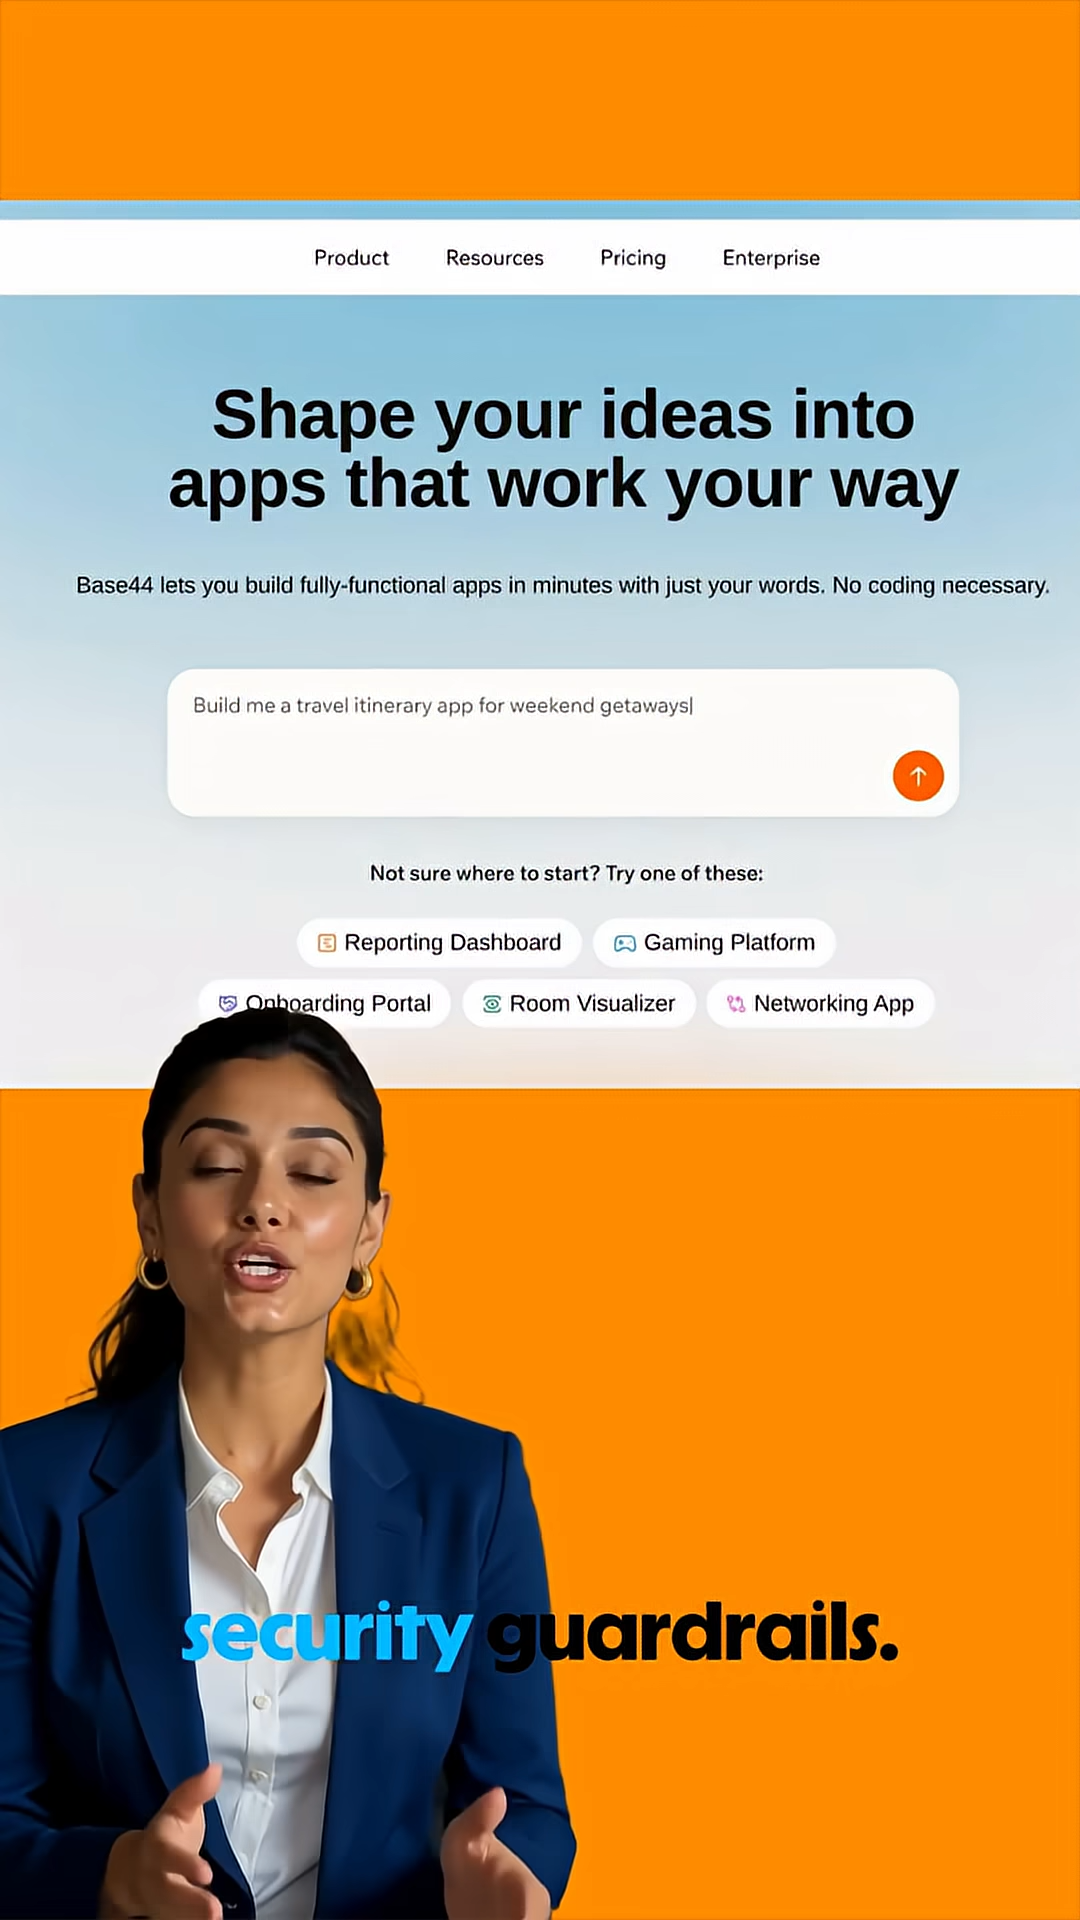 Product Resources Pricing Enterprise
Shape your ideas into
apps that work your way
Base44 lets you build fully-functional apps in minutes with just your words. No coding necessary.
Build me a travel itinerary app for weekend getaways
Not sure where to start? Try one of these:
Reporting Dashboard Gaming Platform
Onboarding Portal Room Visualizer Networking App
security guardrails.